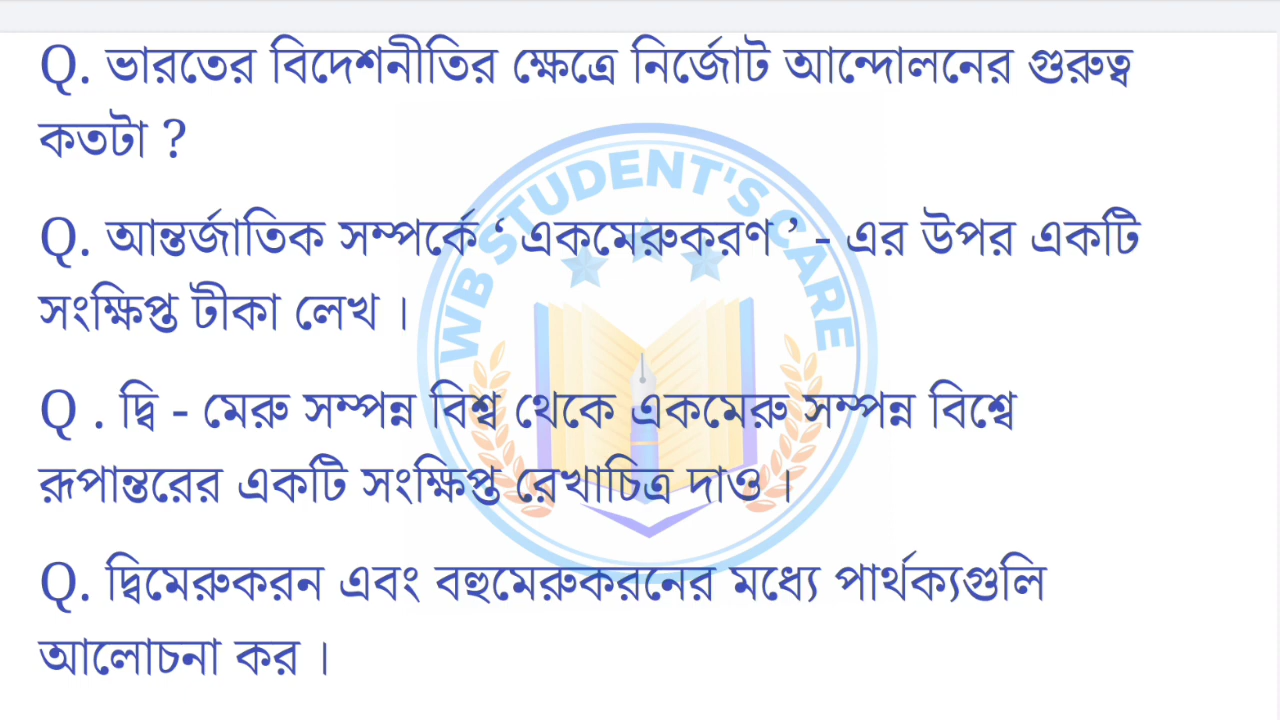 Q. ভারতের বিদেশনীতির ক্ষেত্রে নির্জোট আন্দোলনের গুরুত্ব
কতটা ?
Q. আন্তর্জাতিক সম্পর্কে ‘ একমেরুকরণ ’ - এর উপর একটি
সংক্ষিপ্ত টীকা লেখ ।
Q . দ্বি - মেরু সম্পন্ন বিশ্ব থেকে একমেরু সম্পন্ন বিশ্বে
রূপান্তরের একটি সংক্ষিপ্ত রেখাচিত্র দাও ।
Q. দ্বিমেরুকরন এবং বহুমেরুকরনের মধ্যে পার্থক্যগুলি
আলোচনা কর ।
WB STUDENT'S CARE